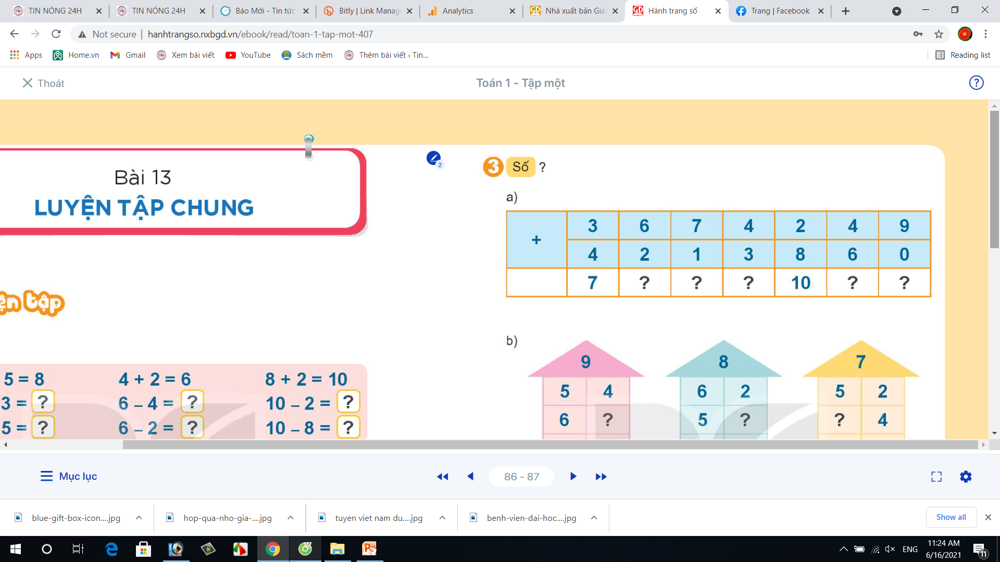 TIN NÓNG 24H
TIN NÓNG 24H
Báo Mới - Tin tức
Bitly | Link Manag
Analytics
Nhà xuất bản Giá
Hành trang số
Trang | Facebook
Not secure | hanhtrangso.nxbgd.vn/ebook/read/toan-1-tap-mot-407
Apps
Home.vn
Gmail
Xem bài viết
YouTube
Sách mềm
Thêm bài viết ‹ Tin...
Reading list
Thoát
Toán 1 - Tập một
?
Bài 13
LUYỆN TẬP CHUNG
ện tập
5 = 8 4 + 2 = 6 8 + 2 = 10
3 = ? 6 – 4 = ? 10 – 2 = ?
5 = ? 6 – 2 = ? 10 – 8 = ?
2
3 Số ?
a)
+ 3 6 7 4 2 4 9
4 2 1 3 8 6 0
7 ? ? ? 10 ? ?
b)
9 8 7
5 4 6 2 5 2
6 ? 5 ? ? 4
Mục lục
86 - 87
blue-gift-box-icon....jpg
hop-qua-nho-gia-....jpg
tuyen viet nam du....jpg
benh-vien-dai-hoc....jpg
Show all
ENG
11:24 AM
6/16/2021
11